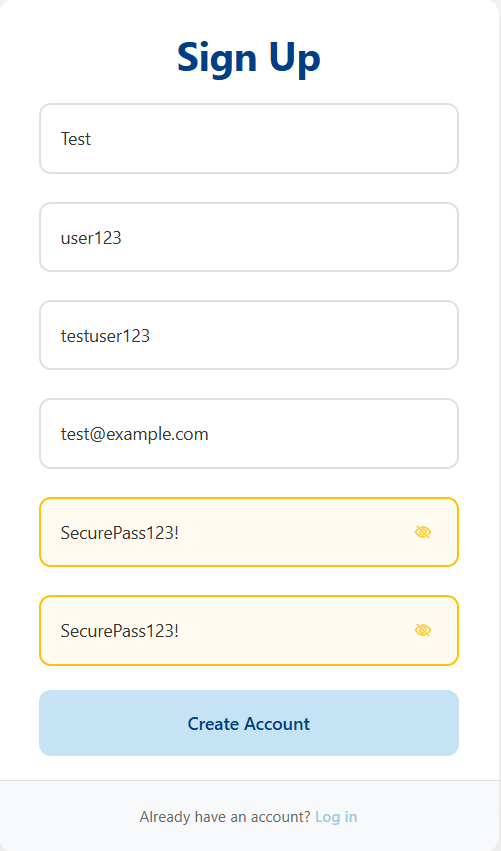 Sign Up
Test
user123
testuser123
test@example.com
SecurePass123!
SecurePass123!
Create Account
Already have an account? Log in